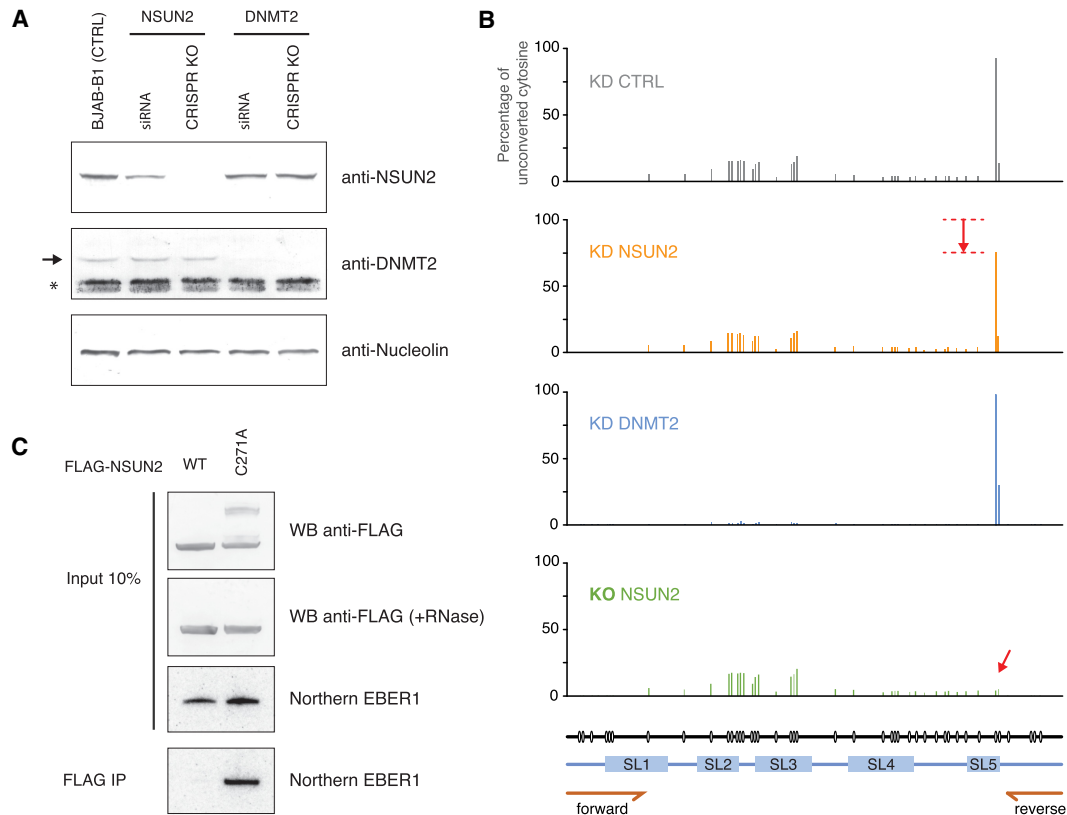 A
NSUN2
DNMT2
BJAB-B1 (CTRL)
siRNA
CRISPR KO
siRNA
CRISPR KO
anti-NSUN2
anti-DNMT2
*
anti-Nucleolin
B
Percentage of
unconverted cytosine
100
50
0
KD CTRL
100
50
0
KD NSUN2
100
50
0
KD DNMT2
100
50
0
KO NSUN2
SL1
SL2
SL3
SL4
SL5
forward
reverse
C
FLAG-NSUN2
WT
C271A
Input 10%
WB anti-FLAG
WB anti-FLAG (+RNase)
Northern EBER1
FLAG IP
Northern EBER1